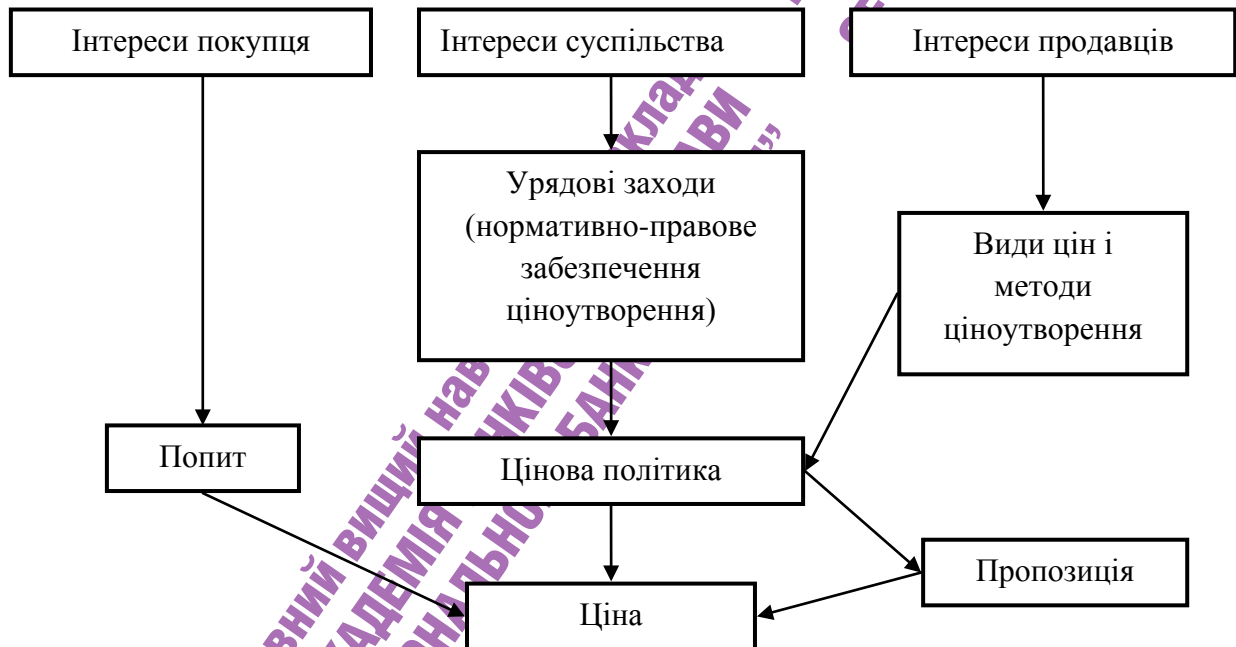 Інтереси покупця
Інтереси суспільства
Інтереси продавців
Урядові заходи
(нормативно-правове
забезпечення
ціноутворення)
Види цін і
методи
ціноутворення
Попит
Цінова політика
Пропозиція
Ціна